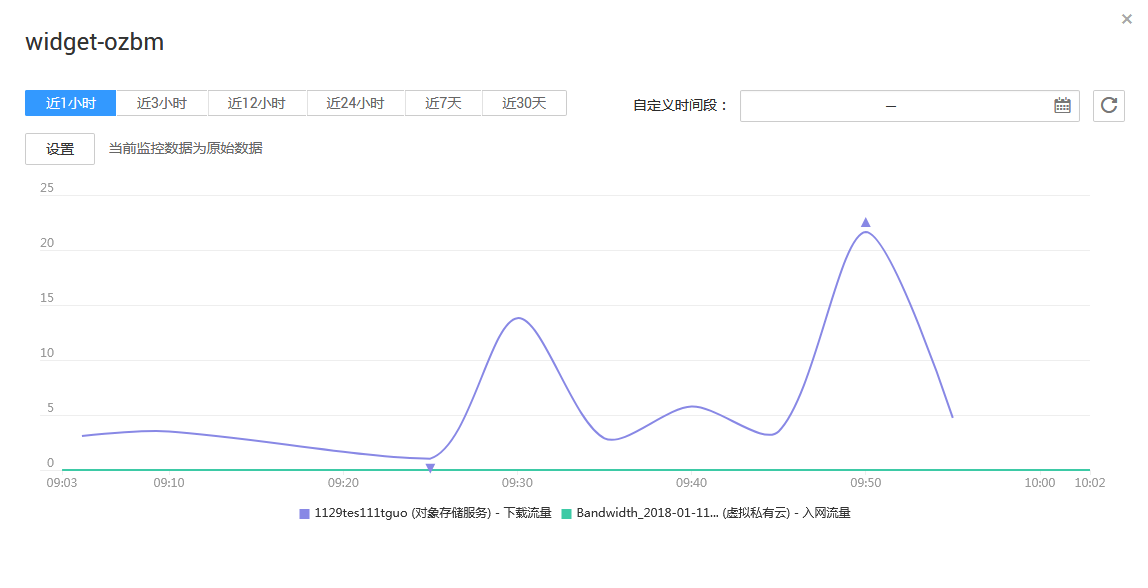 widget-ozbm
近1小时 近3小时 近12小时 近24小时 近7天 近30天 自定义时间段： –
设置 当前监控数据为原始数据
25
20
15
10
5
0
09:03 09:10 09:20 09:30 09:40 09:50 10:00 10:02
1129tes111tguo (对象存储服务) - 下载流量 Bandwidth_2018-01-11... (虚拟私有云) - 入网流量